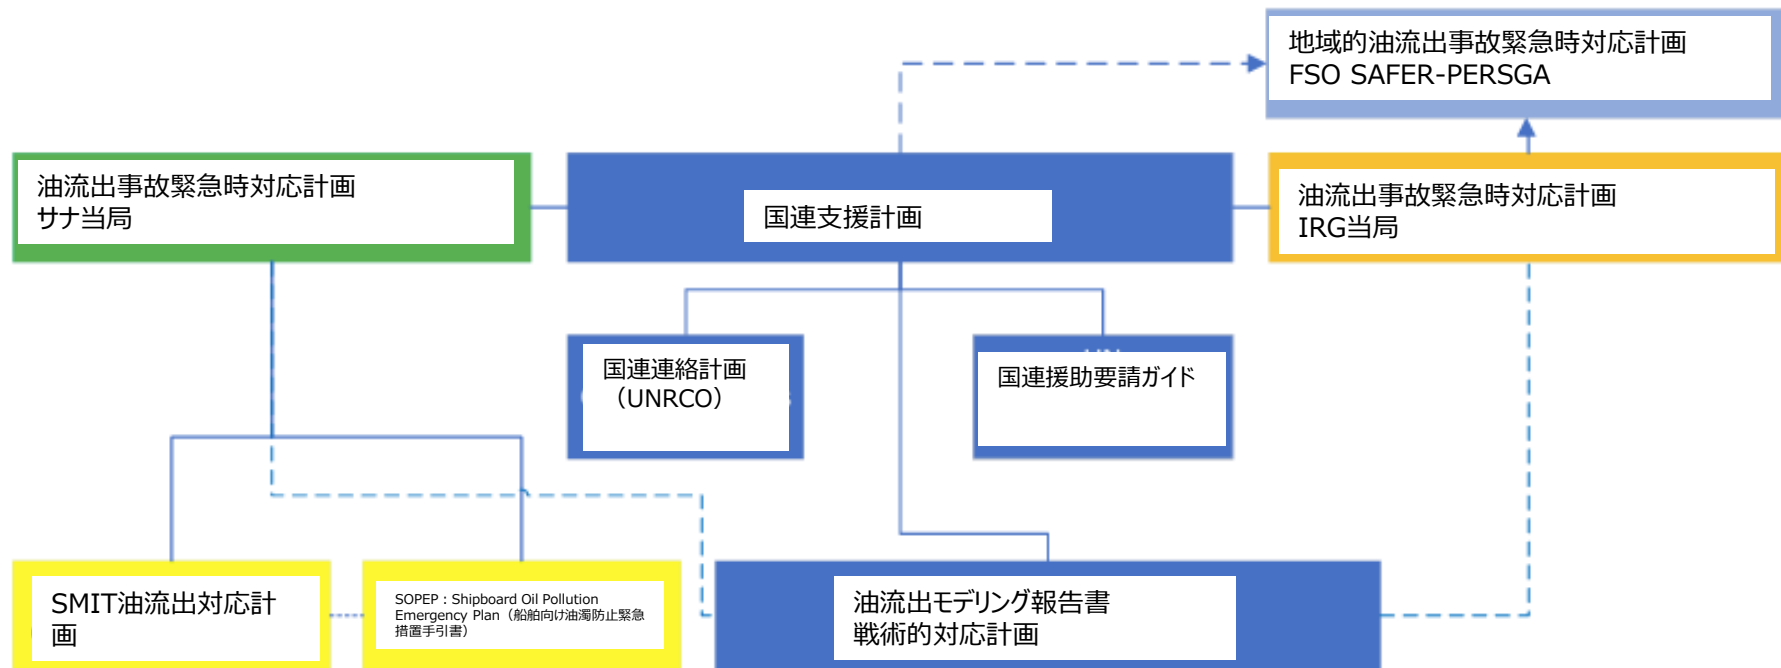 地域的油流出事故緊急時対応計画
FSO SAFER-PERSGA
油流出事故緊急時対応計画
サナ当局
国連支援計画
油流出事故緊急時対応計画
IRG当局
国連連絡計画
（UNRCO）
国連援助要請ガイド
SMIT油流出対応計
画
SOPEP：Shipboard Oil Pollution
Emergency Plan（船舶向け油濁防止緊急
措置手引書）
油流出モデリング報告書
戦術的対応計画